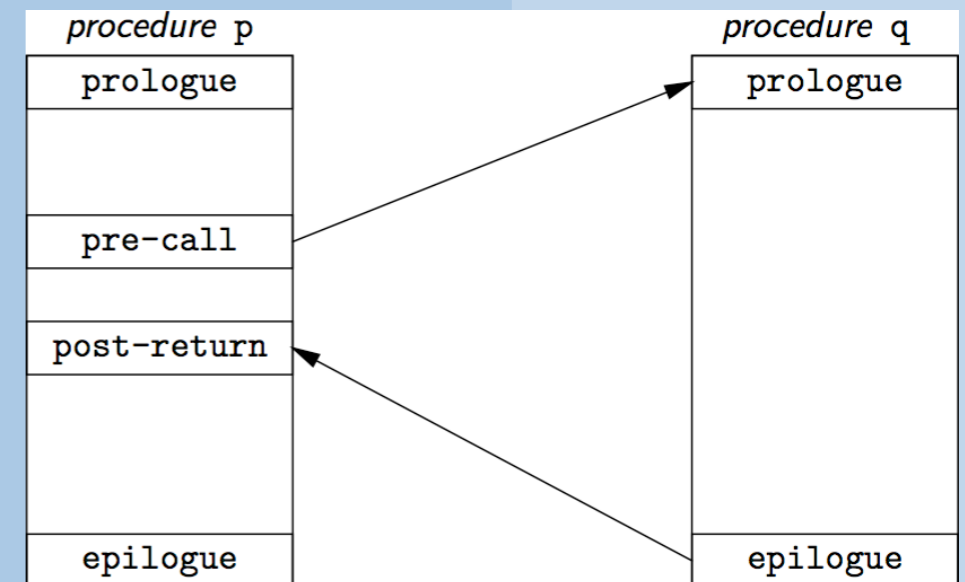 procedure p
prologue
pre-call
post-return
epilogue
procedure q
prologue
epilogue